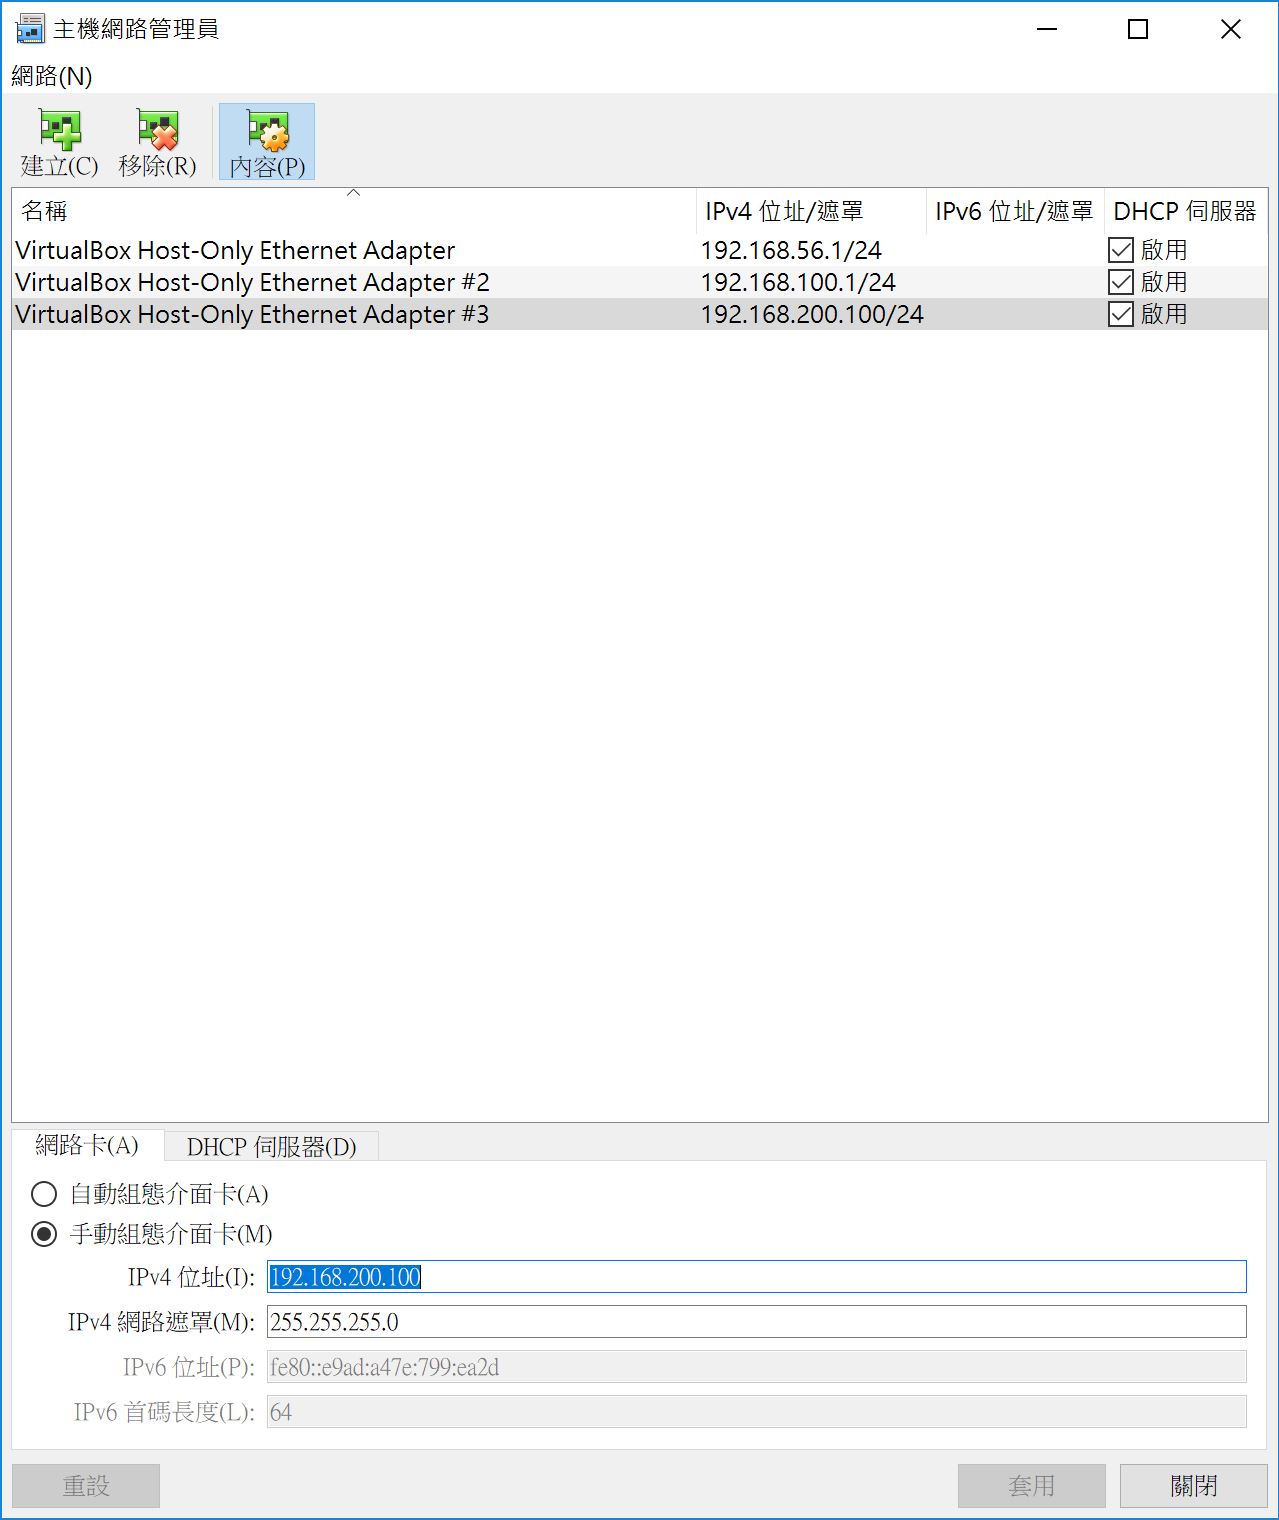 主機網路管理員
網路(N)
建立(C) 移除(R) 內容(P)
名稱 IPv4 位址/遮罩 IPv6 位址/遮罩 DHCP 伺服器
VirtualBox Host-Only Ethernet Adapter 192.168.56.1/24 啟用
VirtualBox Host-Only Ethernet Adapter #2 192.168.100.1/24 啟用
VirtualBox Host-Only Ethernet Adapter #3 192.168.200.100/24 啟用
網路卡(A) DHCP 伺服器(D)
自動組態介面卡(A)
手動組態介面卡(M)
IPv4 位址(I): 192.168.200.100
IPv4 網路遮罩(M): 255.255.255.0
IPv6 位址(P): fe80::e9ad:a47e:799:ea2d
IPv6 首碼長度(L): 64
重設 套用 關閉